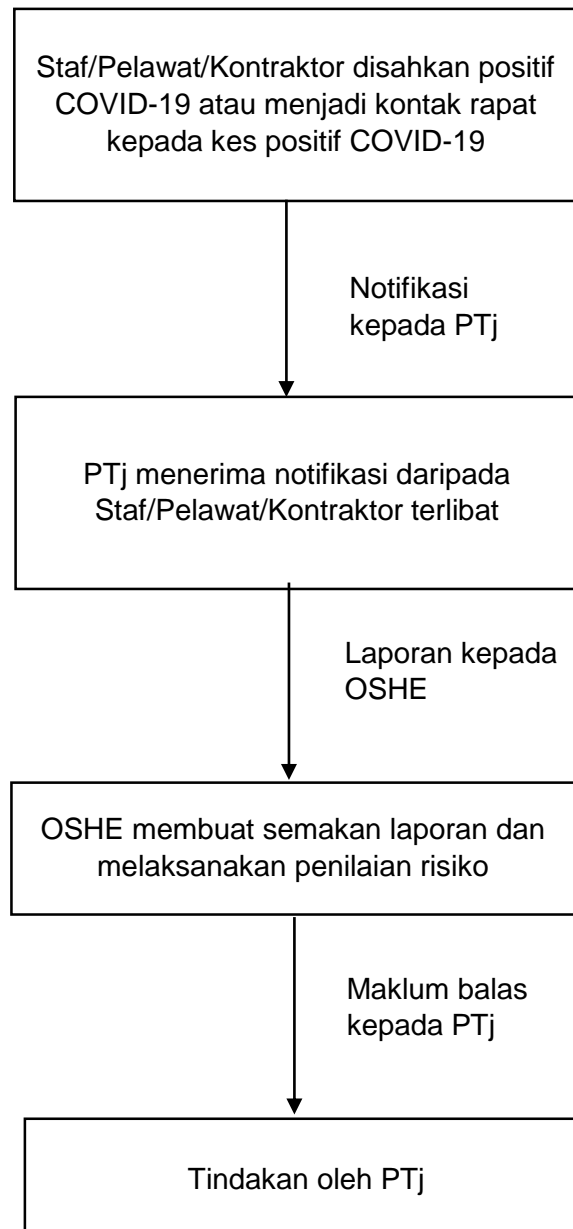 Staf/Pelawat/Kontraktor disahkan positif
COVID-19 atau menjadi kontak rapat
kepada kes positif COVID-19
Notifikasi
kepada PTj
PTj menerima notifikasi daripada
Staf/Pelawat/Kontraktor terlibat
Laporan kepada
OSHE
OSHE membuat semakan laporan dan
melaksanakan penilaian risiko
Maklum balas
kepada PTj
Tindakan oleh PTj